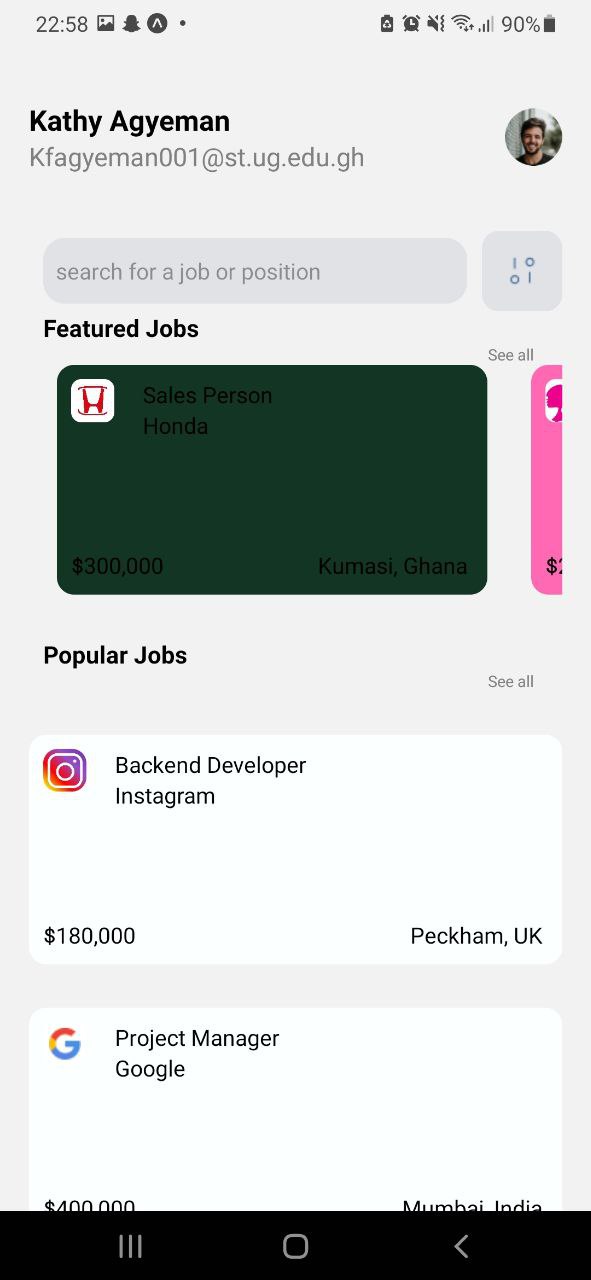 22:58 90%
Kathy Agyeman
Kfagyeman001@st.ug.edu.gh
search for a job or position
Featured Jobs
See all
Sales Person
Honda
$300,000 Kumasi, Ghana
Popular Jobs
See all
Backend Developer
Instagram
$180,000 Peckham, UK
Project Manager
Google
$400,000 Mumbai, India